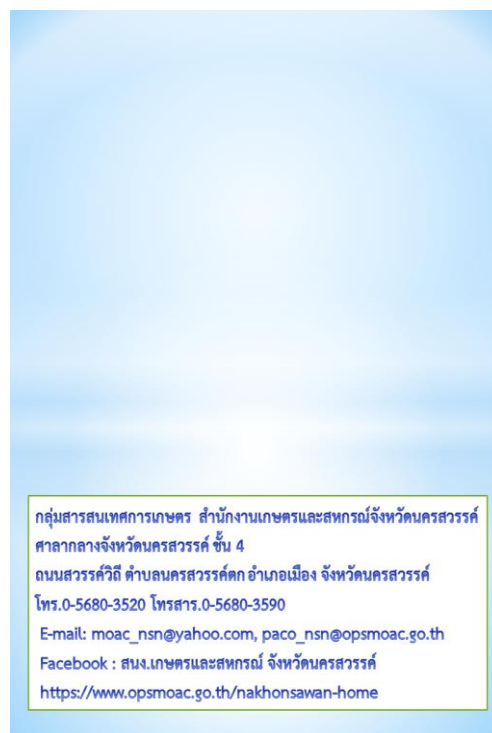 กลุ่มสารสนเทศการเกษตร สำนักงานเกษตรและสหกรณ์จังหวัดนครสวรรค์
ศาลากลางจังหวัดนครสวรรค์ ชั้น 4
ถนนสวรรค์วิถี ตำบลนครสวรรค์ตก อำเภอเมือง จังหวัดนครสวรรค์
โทร.0-5680-3520 โทรสาร.0-5680-3590
E-mail: moac_nsn@yahoo.com, paco_nsn@opsmoac.go.th
Facebook : สนง.เกษตรและสหกรณ์ จังหวัดนครสวรรค์
https://www.opsmoac.go.th/nakhonsawan-home